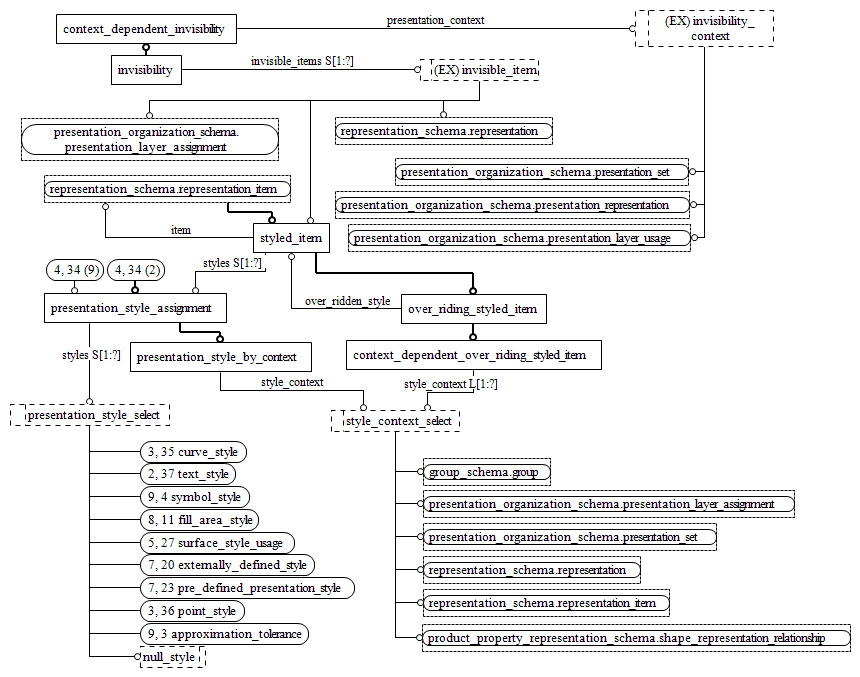 presentation_context
context_dependent_invisibility
(EX) invisibility_
context
invisible_items S[1:?]
invisibility
(EX) invisible_item
presentation_organization_schema.
presentation_layer_assignment
representation_schema.representation
presentation_organization_schema.presentation_set
representation_schema.representation_item
presentation_organization_schema.presentation_representation
item
styled_item
presentation_organization_schema.presentation_layer_usage
styles S[1:?]
4, 34 (9)
4, 34 (2)
over_ridden_style
presentation_style_assignment
over_riding_styled_item
styles S[1:?]
presentation_style_by_context
context_dependent_over_riding_styled_item
style_context
style_context L[1:?]
presentation_style_select
style_context_select
3, 35 curve_style
2, 37 text_style
9, 4 symbol_style
8, 11 fill_area_style
5, 27 surface_style_usage
7, 20 externally_defined_style
7, 23 pre_defined_presentation_style
3, 36 point_style
9, 3 approximation_tolerance
null_style
group_schema.group
presentation_organization_schema.presentation_layer_assignment
presentation_organization_schema.presentation_set
representation_schema.representation
representation_schema.representation_item
product_property_representation_schema.shape_representation_relationship